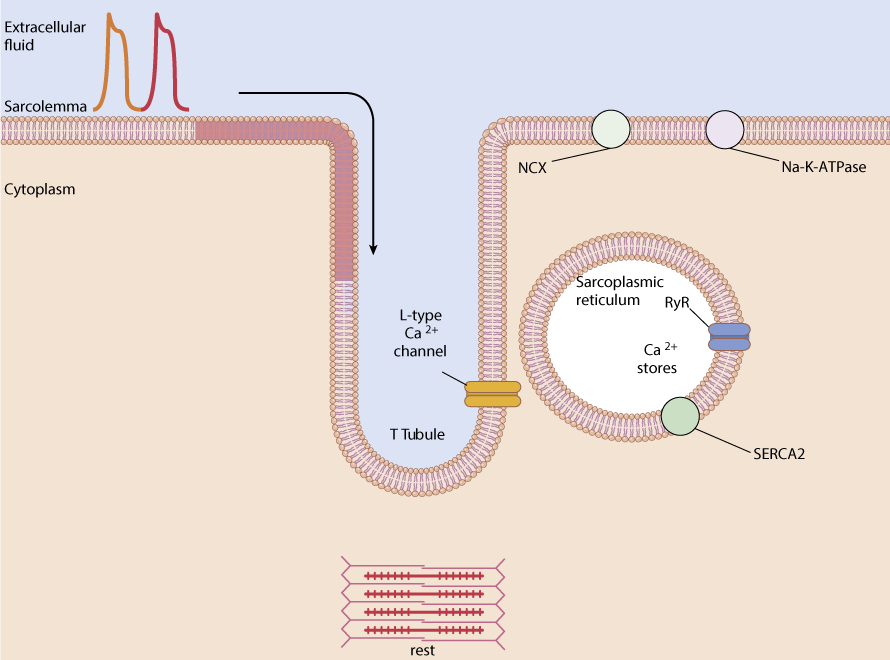 Extracellular
fluid
Sarcolemma
Cytoplasm
NCX
Na-K-ATPase
Sarcoplasmic
reticulum
RyR
L-type
Ca 2+
channel
Ca 2+
stores
T Tubule
SERCA2
rest